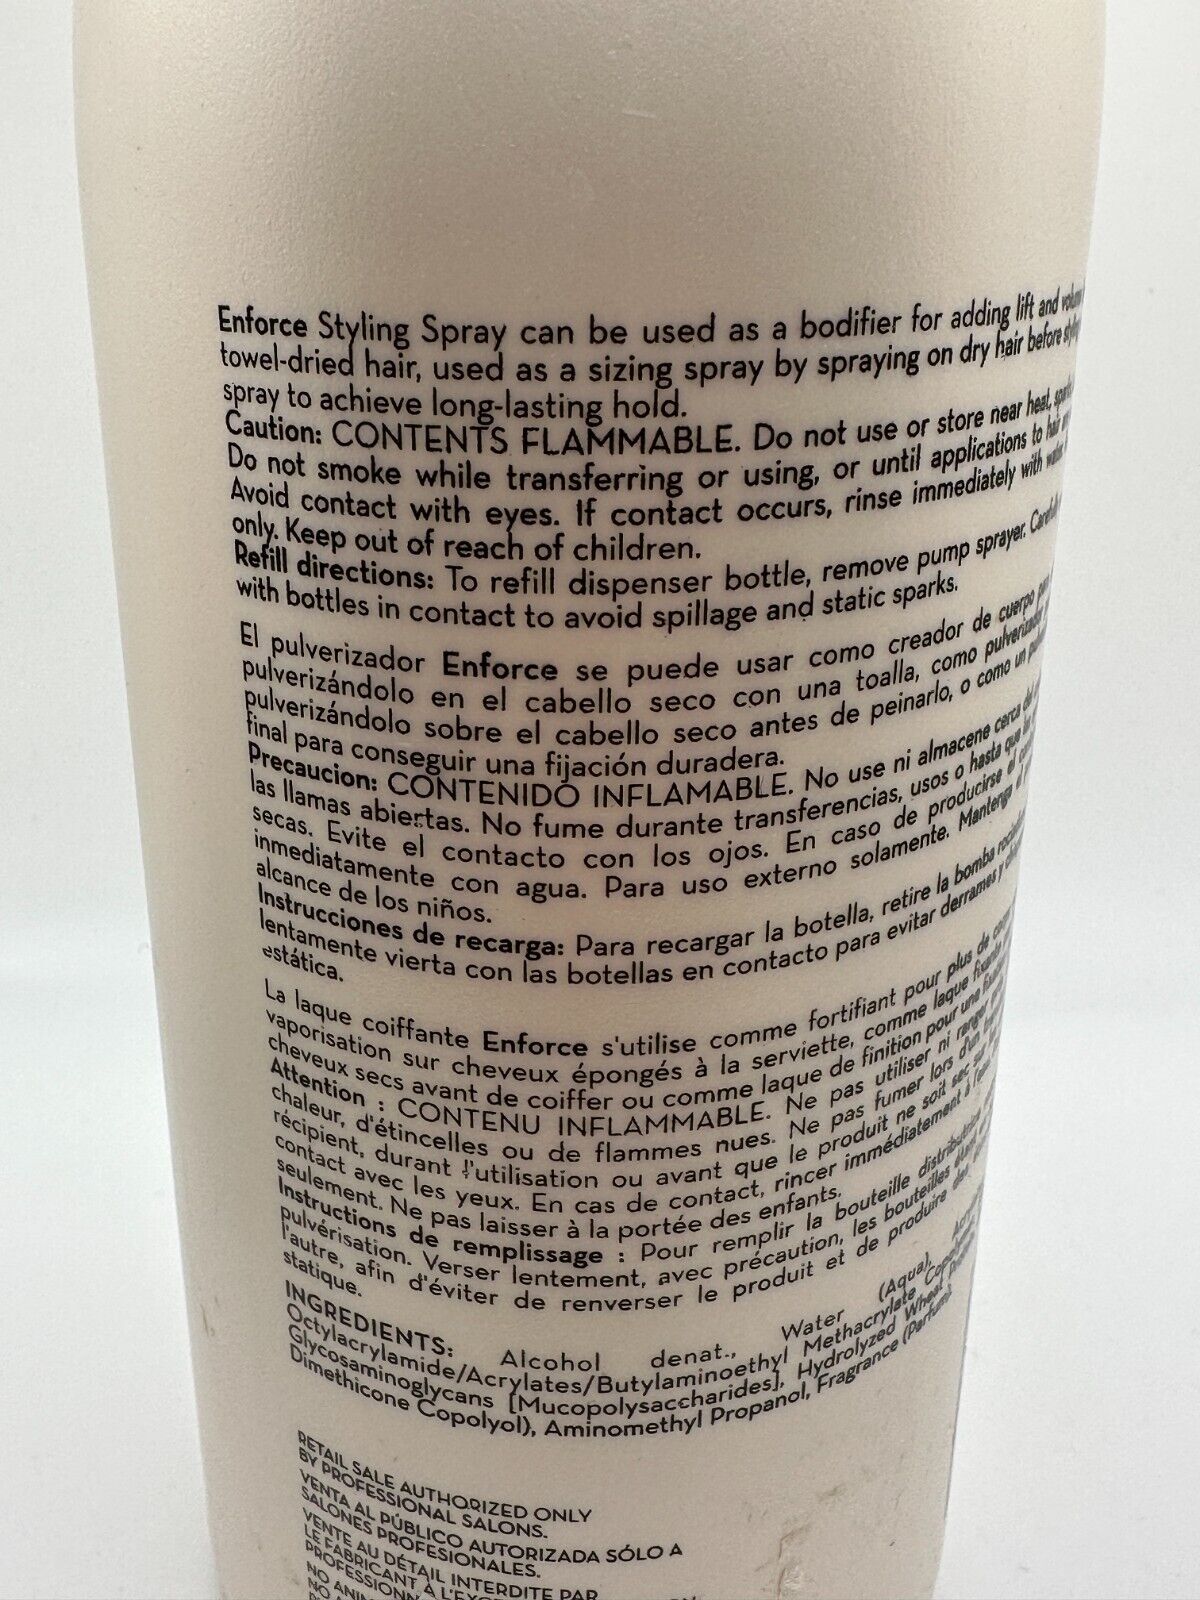 Enforce Styling Spray can be used as a bodifier for adding lift and
towel-dried hair, used as a sizing spray by spraying on dry hair before
spray to achieve long-lasting hold.
Caution: CONTENTS FLAMMABLE. Do not use or store near heat,
Do not smoke while transferring or using, or until applications to hair
Avoid contact with eyes. If contact occurs, rinse immediately with water
only. Keep out of reach of children.
Refill directions: To refill dispenser bottle, remove pump sprayer.
with bottles in contact to avoid spillage and static sparks.
El pulverizador Enforce se puede usar como creador de cuerpo
pulverizándolo en el cabello seco con una toalla, como pulverizador
pulverizándolo sobre el cabello seco antes de peinarlo, o como un
final para conseguir una fijación duradera.
Precaucion: CONTENIDO INFLAMABLE. No use ni almacene cerca del
las llamas abiertas. No fume durante transferencias, usos o hasta que
secas. Evite el contacto con los ojos. En caso de producirse el
inmediatamente con agua. Para uso externo solamente. Mantenga
alcance de los niños.
Instrucciones de recarga: Para recargar la botella, retire la bomba
lentamente vierta con las botellas en contacto para evitar derrames y
estática.
La laque coiffante Enforce s'utilise comme fortifiant pour plus de
vaporisation sur cheveux épongés à la serviette, comme laque fixante
cheveux secs avant de coiffer ou comme laque de finition pour une
Attention : CONTENU INFLAMMABLE. Ne pas utiliser ni ranger
chaleur, d'étincelles ou de flammes nues. Ne pas fumer lors d'un
récipient, durant l'utilisation ou avant que le produit ne soit sec
contact avec les yeux. En cas de contact, rincer immédiatement à
seulement. Ne pas laisser à la portée des enfants.
Instructions de remplissage : Pour remplir la bouteille
pulvérisation. Verser lentement, avec précaution, les bouteilles étant
l'autre, afin d'éviter de renverser le produit et de produire
statique.
INGREDIENTS: Alcohol denat., Water (Aqua),
Octylacrylamide/Acrylates/Butylaminoethyl Methacrylate
Glycosaminoglycans [Mucopolysaccharides], Hydrolyzed Wheat
Dimethicone Copolyol), Aminomethyl Propanol, Fragrance (Parfum).
RETAIL SALE AUTHORIZED ONLY
BY PROFESSIONAL SALONS.
VENTA AL PÚBLICO AUTORIZADA SÓLO A
SALONES PROFESIONALES.
VENTE AU DÉTAIL INTERDITE PAR
LE FABRICANT À
NO
NO